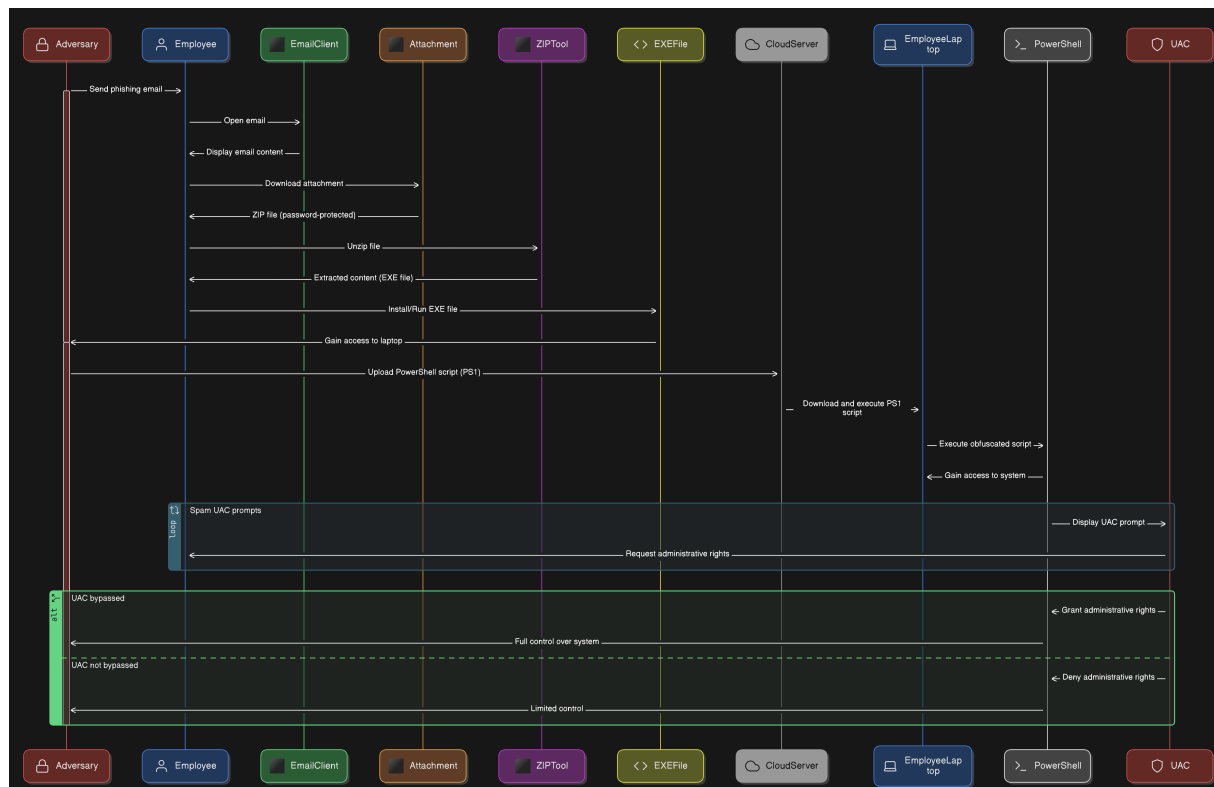 Adversary
Employee
EmailClient
Attachment
ZIPTool
EXEFile
CloudServer
EmployeeLap
top
PowerShell
UAC
Send phishing email
Open email
Display email content
Download attachment
ZIP file (password-protected)
Unzip file
Extracted content (EXE file)
Install/Run EXE file
Gain access to laptop
Upload PowerShell script (PS1)
Download and execute PS1
script
Execute obfuscated script
Gain access to system
loop
Spam UAC prompts
Display UAC prompt
Request administrative rights
alt
UAC bypassed
Grant administrative rights
Full control over system
UAC not bypassed
Deny administrative rights
Limited control
Adversary
Employee
EmailClient
Attachment
ZIPTool
EXEFile
CloudServer
EmployeeLap
top
PowerShell
UAC